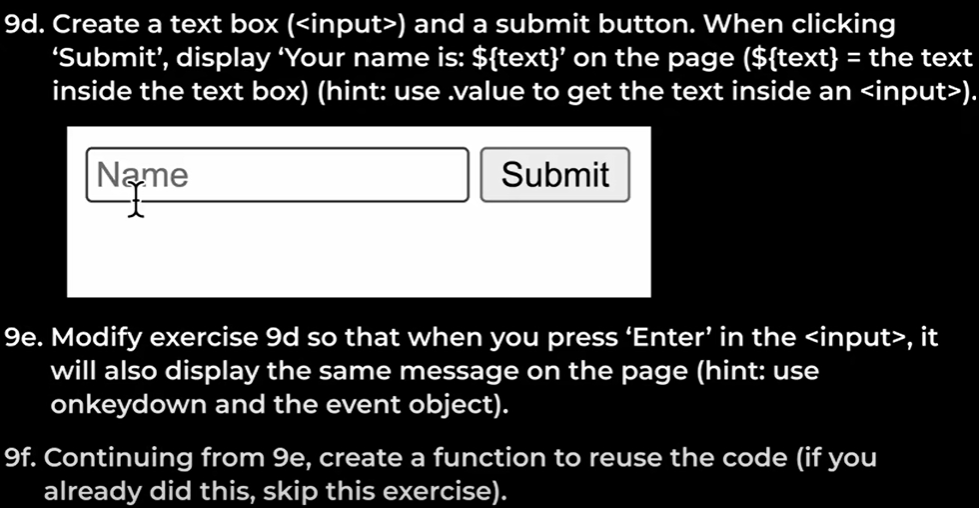 9d. Create a text box (<input>) and a submit button. When clicking
‘Submit’, display ‘Your name is: ${text}’ on the page (${text} = the text
inside the text box) (hint: use .value to get the text inside an <input>).
Name Submit
9e. Modify exercise 9d so that when you press ‘Enter’ in the <input>, it
will also display the same message on the page (hint: use
onkeydown and the event object).
9f. Continuing from 9e, create a function to reuse the code (if you
already did this, skip this exercise).